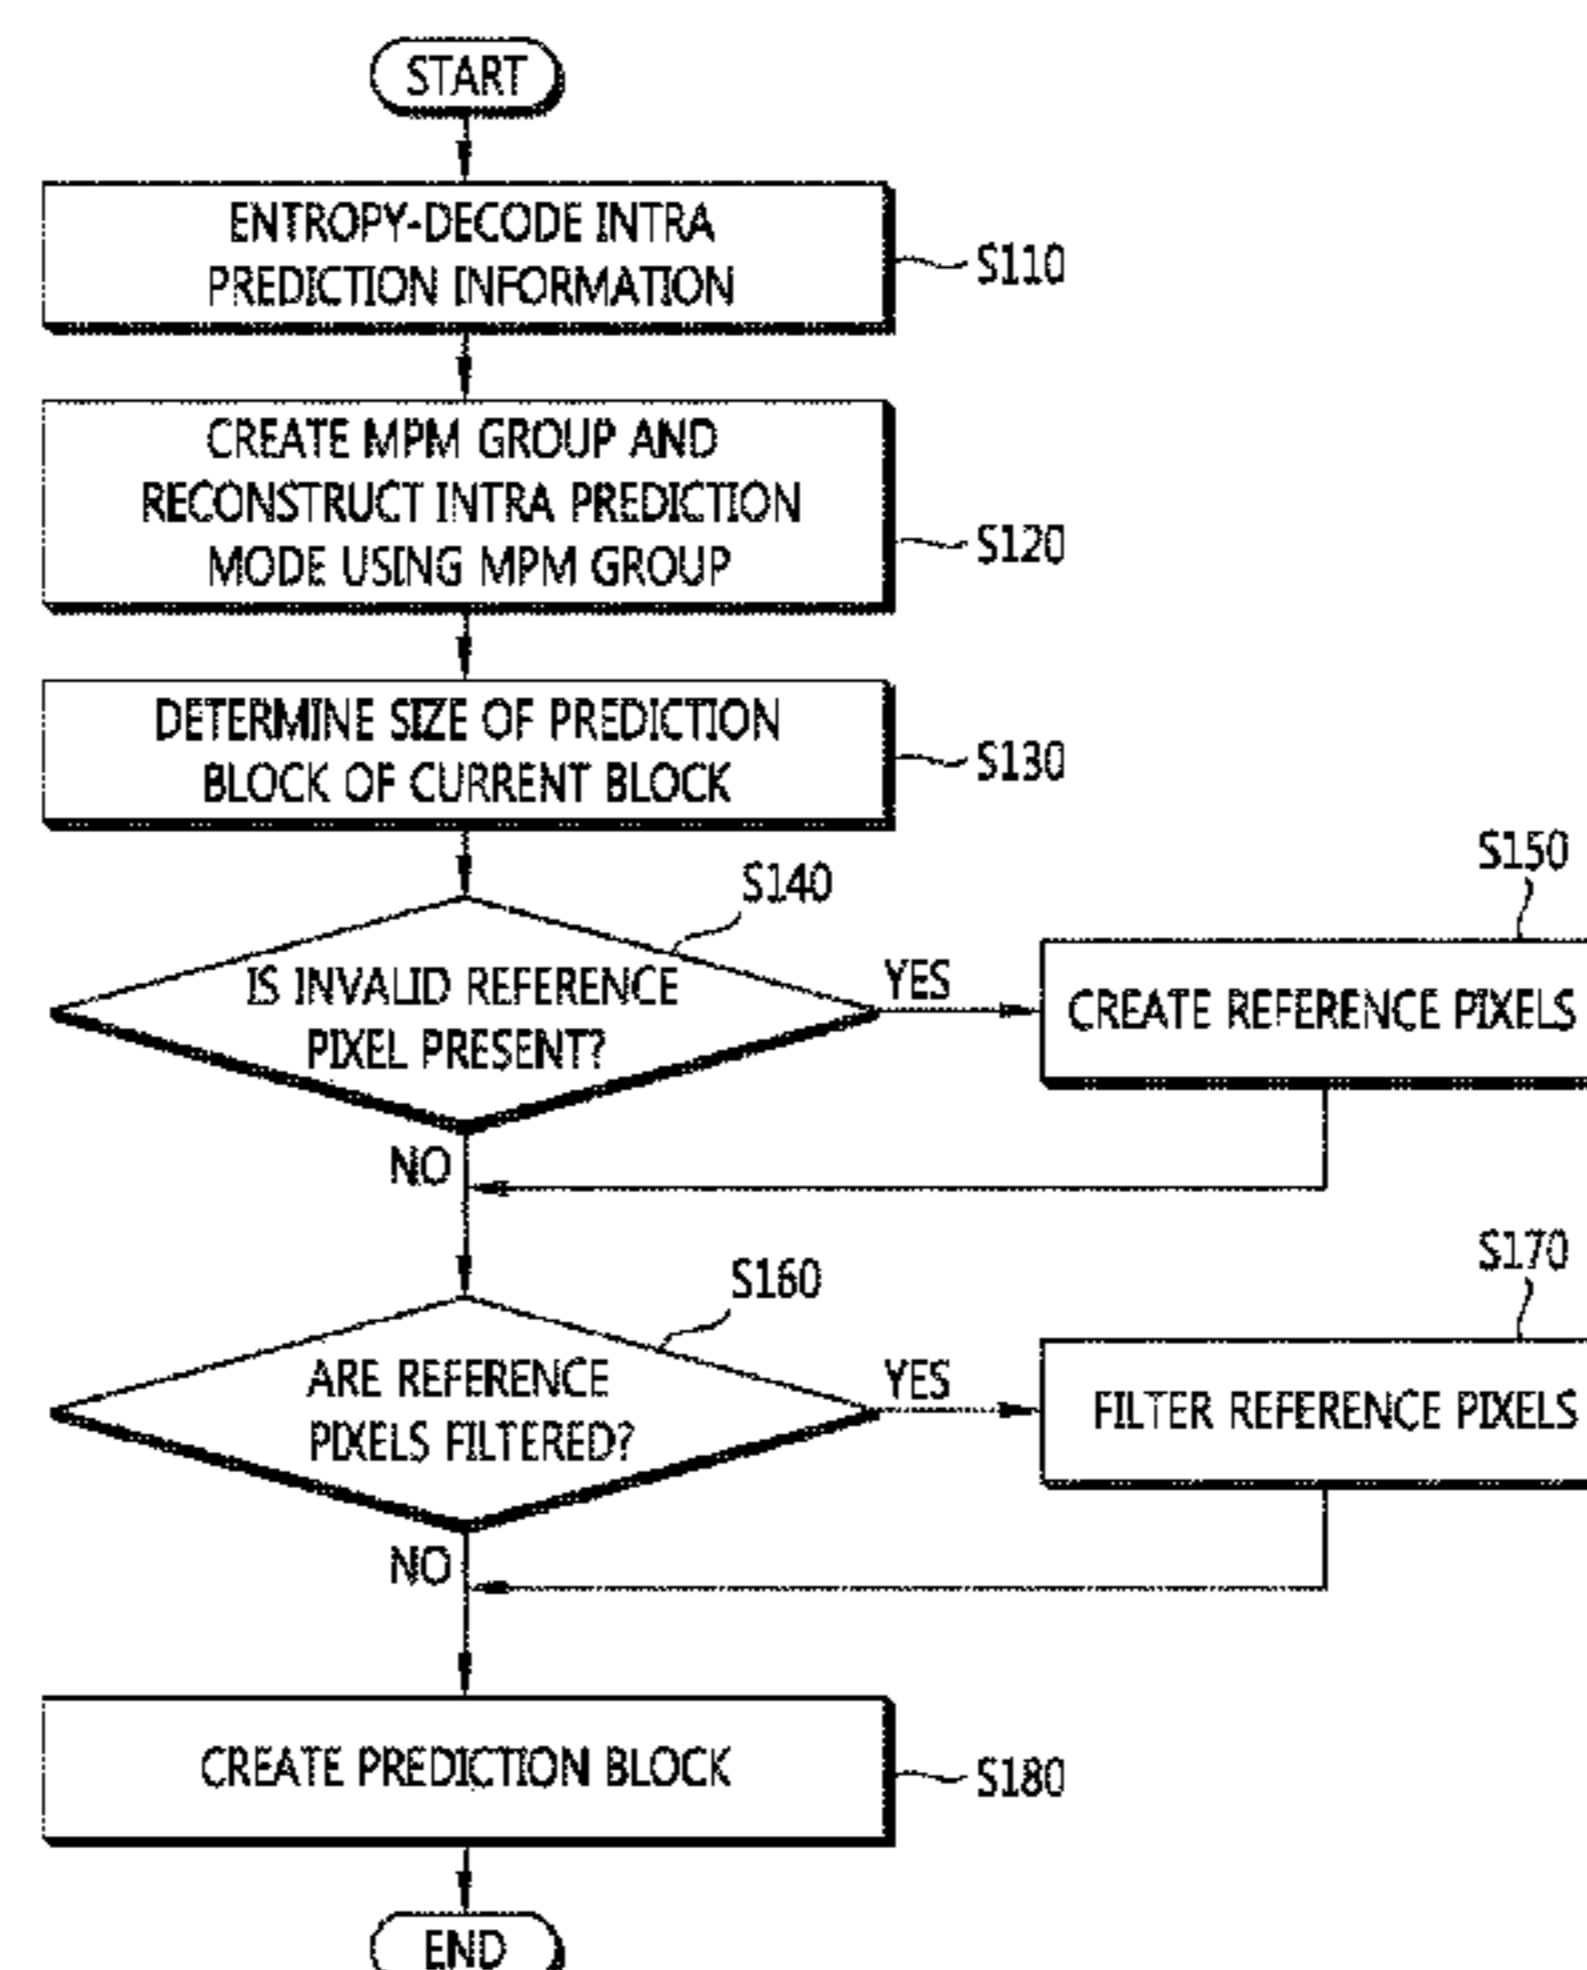 START
ENTROPY-DECODE INTRA
PREDICTION INFORMATION
S110
CREATE MPM GROUP AND
RECONSTRUCT INTRA PREDICTION
MODE USING MPM GROUP
S120
DETERMINE SIZE OF PREDICTION
BLOCK OF CURRENT BLOCK
S130
S140
IS INVALID REFERENCE
PIXEL PRESENT?
YES
S150
CREATE REFERENCE PIXELS
NO
S160
ARE REFERENCE
PIXELS FILTERED?
YES
S170
FILTER REFERENCE PIXELS
NO
CREATE PREDICTION BLOCK
S180
END